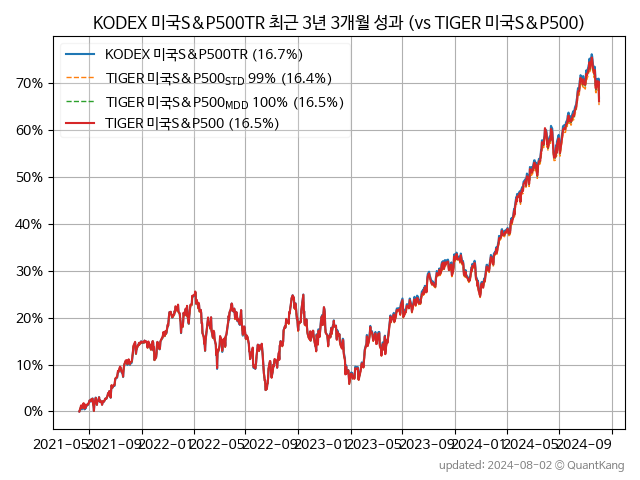 KODEX 미국S&P500TR 최근 3년 3개월 성과 (vs TIGER 미국S&P500)
KODEX 미국S&P500TR (16.7%)
TIGER 미국S&P500STD 99% (16.4%)
TIGER 미국S&P500MDD 100% (16.5%)
TIGER 미국S&P500 (16.5%)
70%
60%
50%
40%
30%
20%
10%
0%
2021-05 2021-09 2022-01 2022-05 2022-09 2023-01 2023-05 2023-09 2024-01 2024-05 2024-09
updated: 2024-08-02 © QuantKang